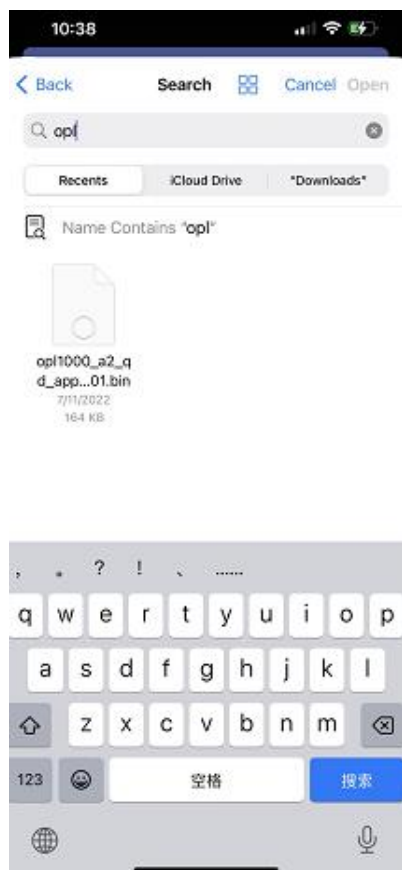 10:38
Back Search Cancel Open
opl
Recents iCloud Drive "Downloads"
Name Contains "opl"
opl1000_a2_q
d_app...01.bin
7/11/2022
164 KB
, 。 ? ! 、 ......
q w e r t y u i o p
a s d f g h j k l
z x c v b n m
123 空格 搜索